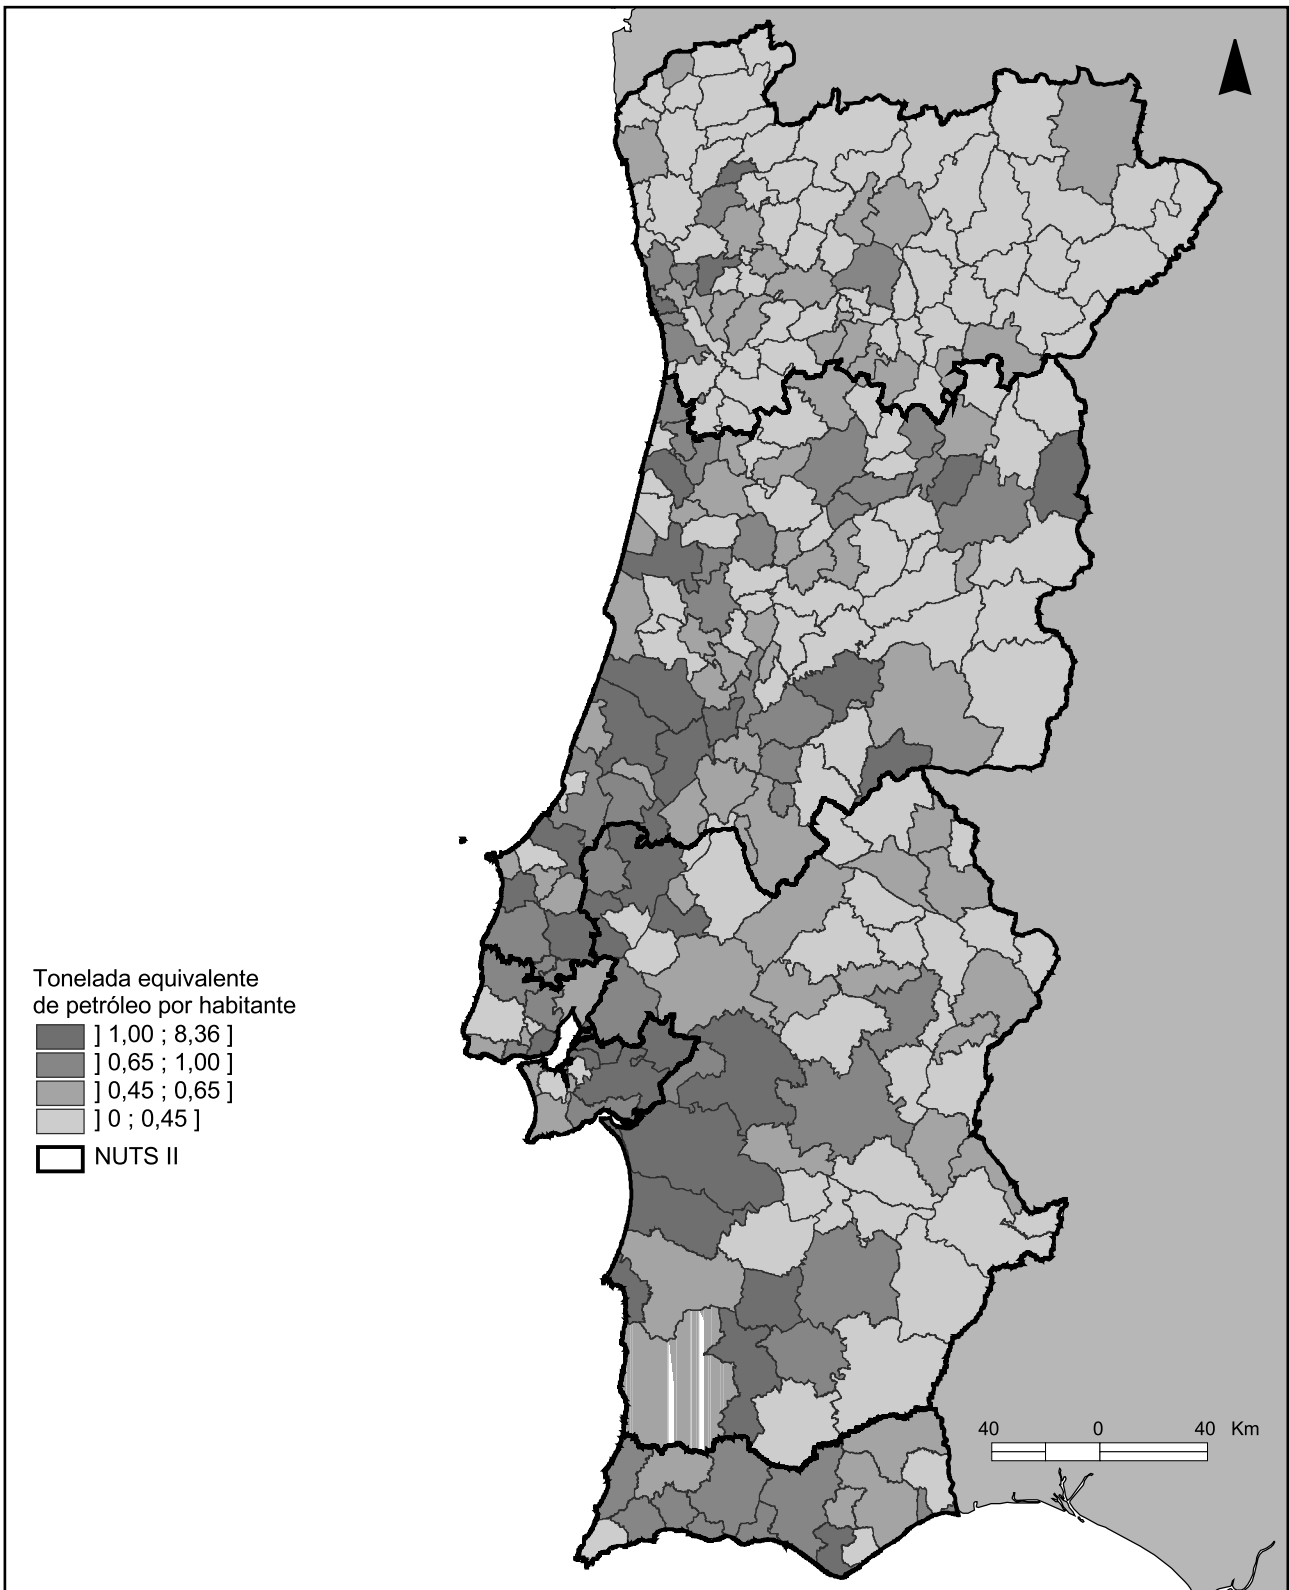 Tonelada equivalente
de petróleo por habitante
] 1,00 ; 8,36 ]
] 0,65 ; 1,00 ]
] 0,45 ; 0,65 ]
] 0 ; 0,45 ]
NUTS II
40 0 40 Km